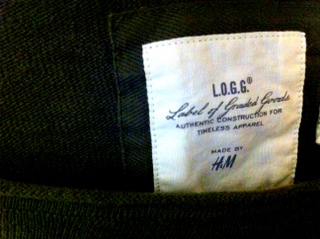 L.O.G.G.®
Label of Graded Goods
AUTHENTIC CONSTRUCTION FOR
TIMELESS APPAREL
MADE BY
H&M